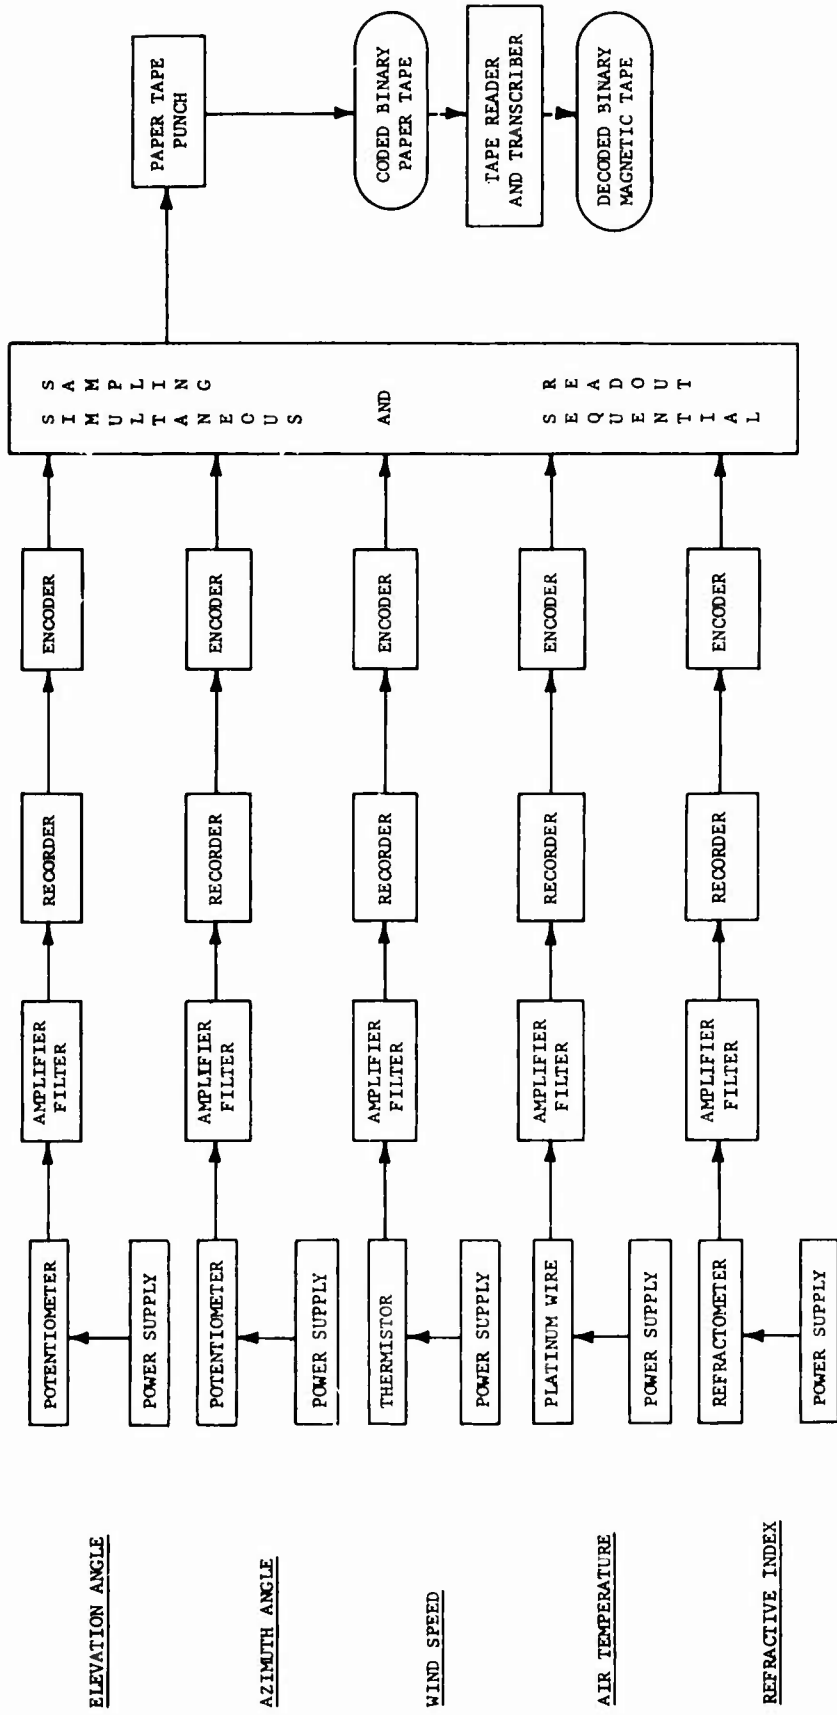 ELEVATION ANGLE
POTENTIOMETER
POWER SUPPLY
AMPLIFIER
FILTER
RECORDER
ENCODER
AZIMUTH ANGLE
POTENTIOMETER
POWER SUPPLY
AMPLIFIER
FILTER
RECORDER
ENCODER
WIND SPEED
THERMISTOR
POWER SUPPLY
AMPLIFIER
FILTER
RECORDER
ENCODER
AIR TEMPERATURE
PLATINUM WIRE
POWER SUPPLY
AMPLIFIER
FILTER
RECORDER
ENCODER
REFRACTIVE INDEX
REFRACTOMETER
POWER SUPPLY
AMPLIFIER
FILTER
RECORDER
ENCODER
SIMULTANEOUS
SAMPLING
AND
SEQUENTIAL
READOUT
PAPER TAPE
PUNCH
CODED BINARY
PAPER TAPE
TAPE READER
AND TRANSCRIBER
DECODED BINARY
MAGNETIC TAPE